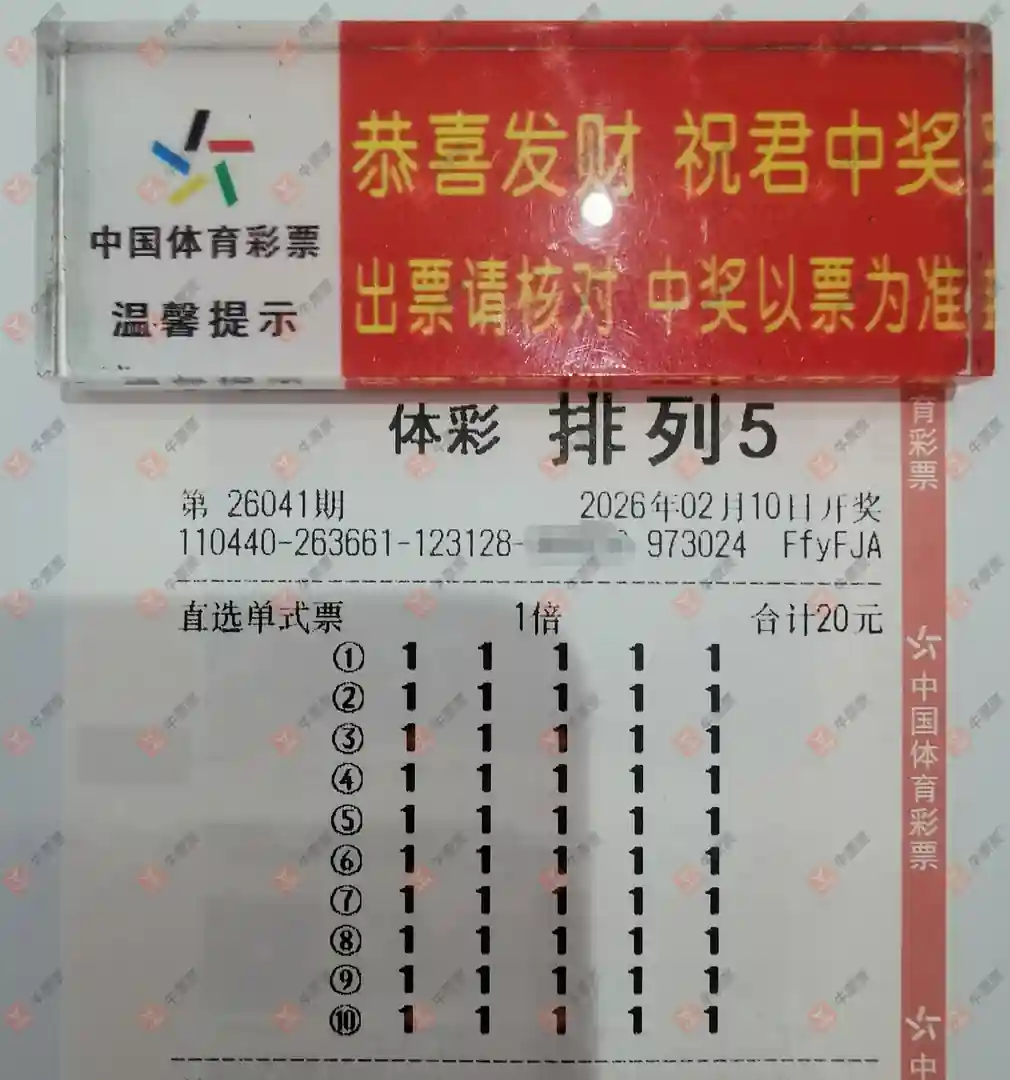 恭喜发财 祝君中奖
中国体育彩票
温馨提示
出票请核对 中奖以票为准
体彩 排列5
第 26041期 2026年02月10日开奖
110440-263661-123128- 973024 FfyFJA
直选单式票 1倍 合计20元
① 1 1 1 1 1
② 1 1 1 1 1
③ 1 1 1 1 1
④ 1 1 1 1 1
⑤ 1 1 1 1 1
⑥ 1 1 1 1 1
⑦ 1 1 1 1 1
⑧ 1 1 1 1 1
⑨ 1 1 1 1 1
⑩ 1 1 1 1 1
育彩票
中国体育彩票
中